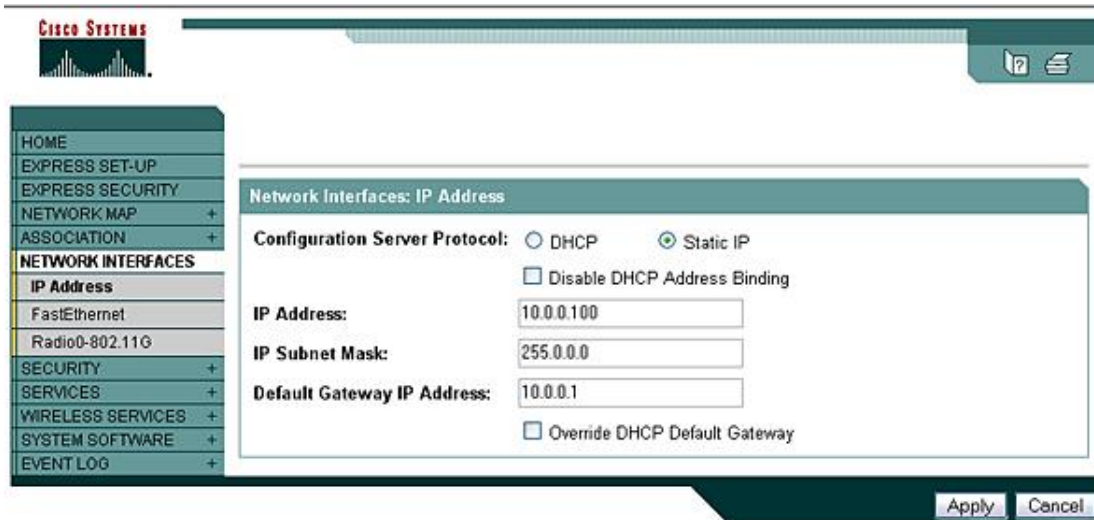 CISCO SYSTEMS
?
HOME
EXPRESS SET-UP
EXPRESS SECURITY
NETWORK MAP +
ASSOCIATION +
NETWORK INTERFACES
IP Address
FastEthernet
Radio0-802.11G
SECURITY +
SERVICES +
WIRELESS SERVICES +
SYSTEM SOFTWARE +
EVENT LOG +
Network Interfaces: IP Address
Configuration Server Protocol: DHCP Static IP
Disable DHCP Address Binding
IP Address: 10.0.0.100
IP Subnet Mask: 255.0.0.0
Default Gateway IP Address: 10.0.0.1
Override DHCP Default Gateway
Apply Cancel